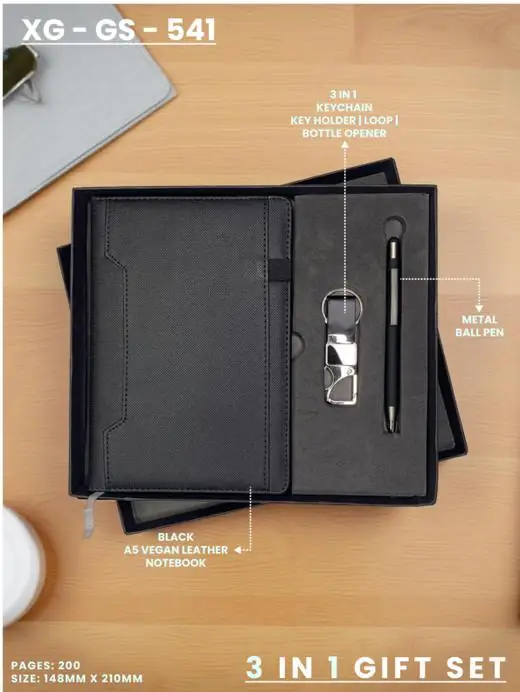 XG - GS - 541
3 IN 1
KEYCHAIN
KEY HOLDER | LOOP |
BOTTLE OPENER
METAL
BALL PEN
BLACK
A5 VEGAN LEATHER
NOTEBOOK
PAGES: 200
SIZE: 148MM X 210MM
3 IN 1 GIFT SET